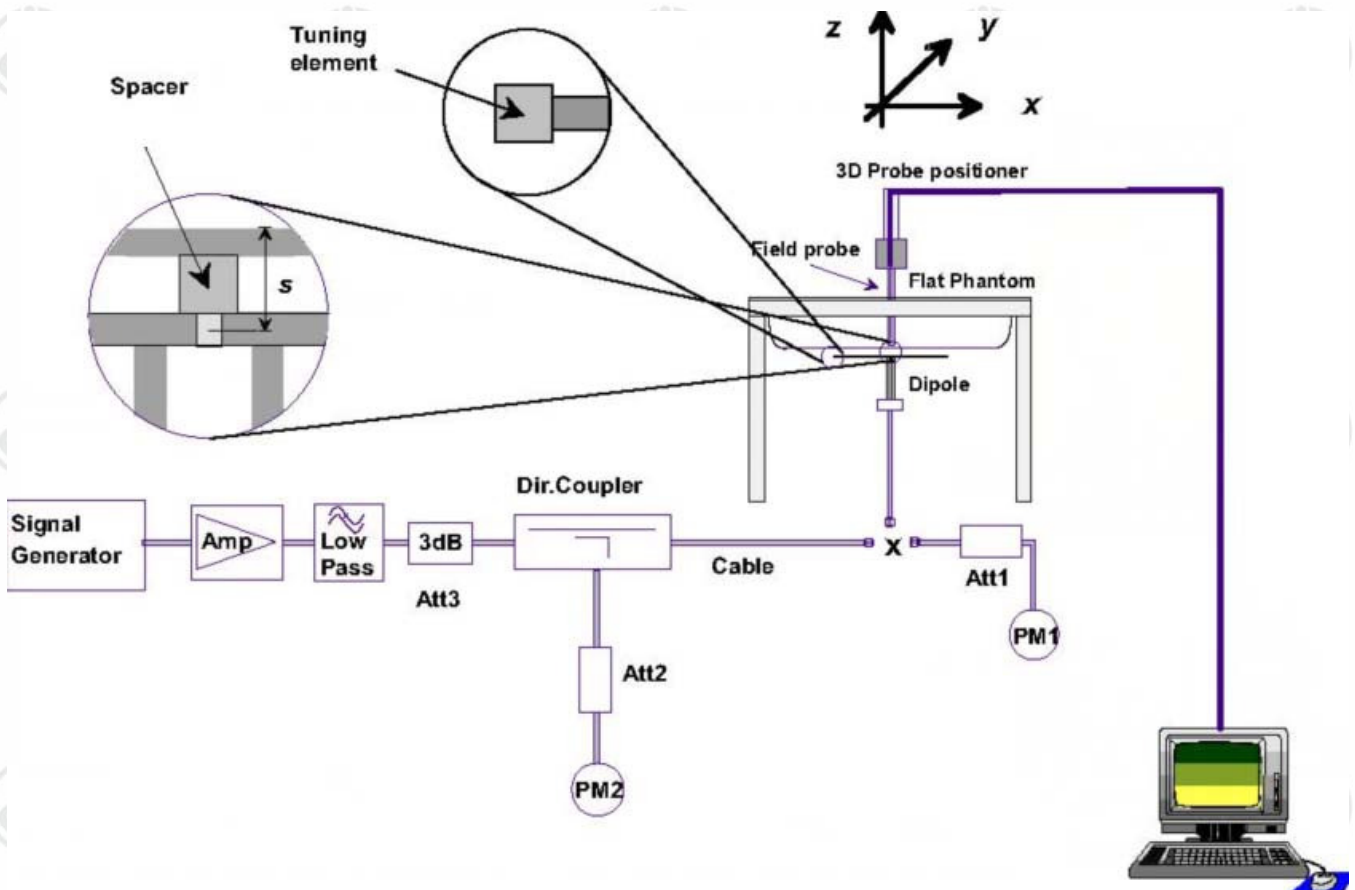 Tuning
element
Spacer
z
y
x
3D Probe positioner
Field probe
Flat Phantom
s
Dipole
Dir.Coupler
Signal
Generator
Amp
Low
Pass
3dB
Att3
Cable
x
Att1
PM1
Att2
PM2